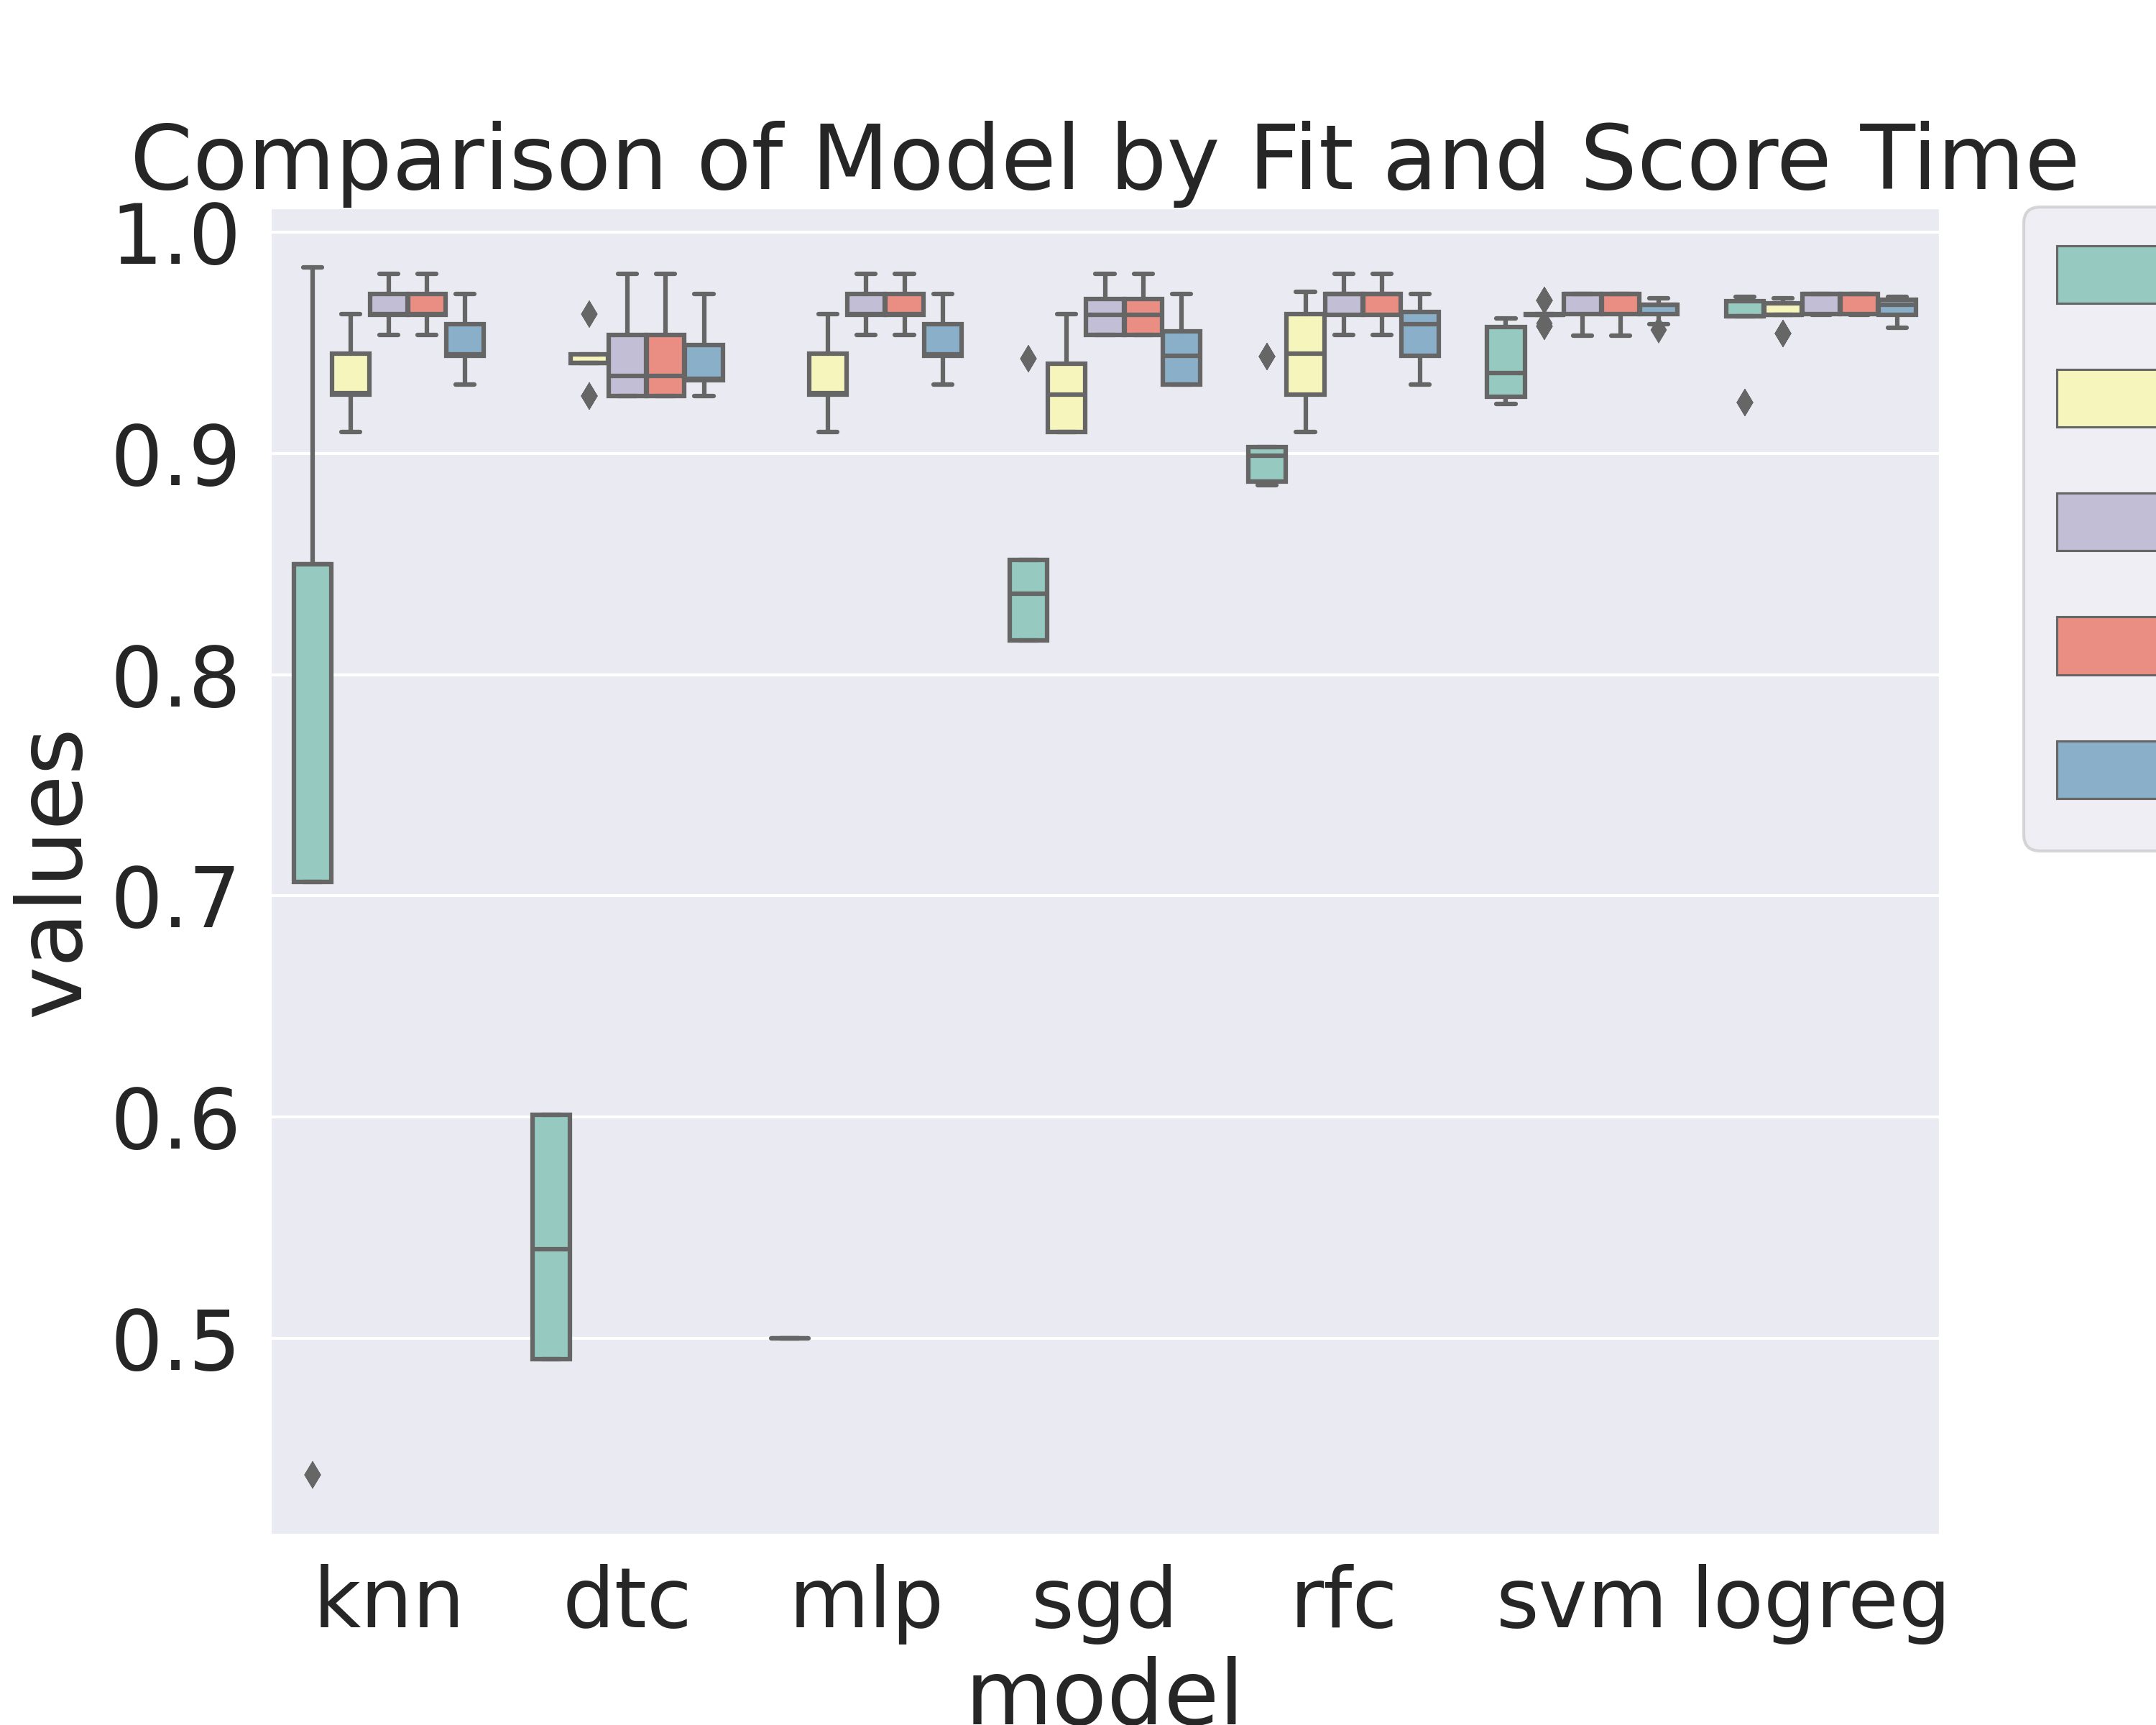 Comparison of Model by Fit and Score Time
1.0
0.9
0.8
0.7
0.6
0.5
values
knn dtc mlp sgd rfc svm logreg
model